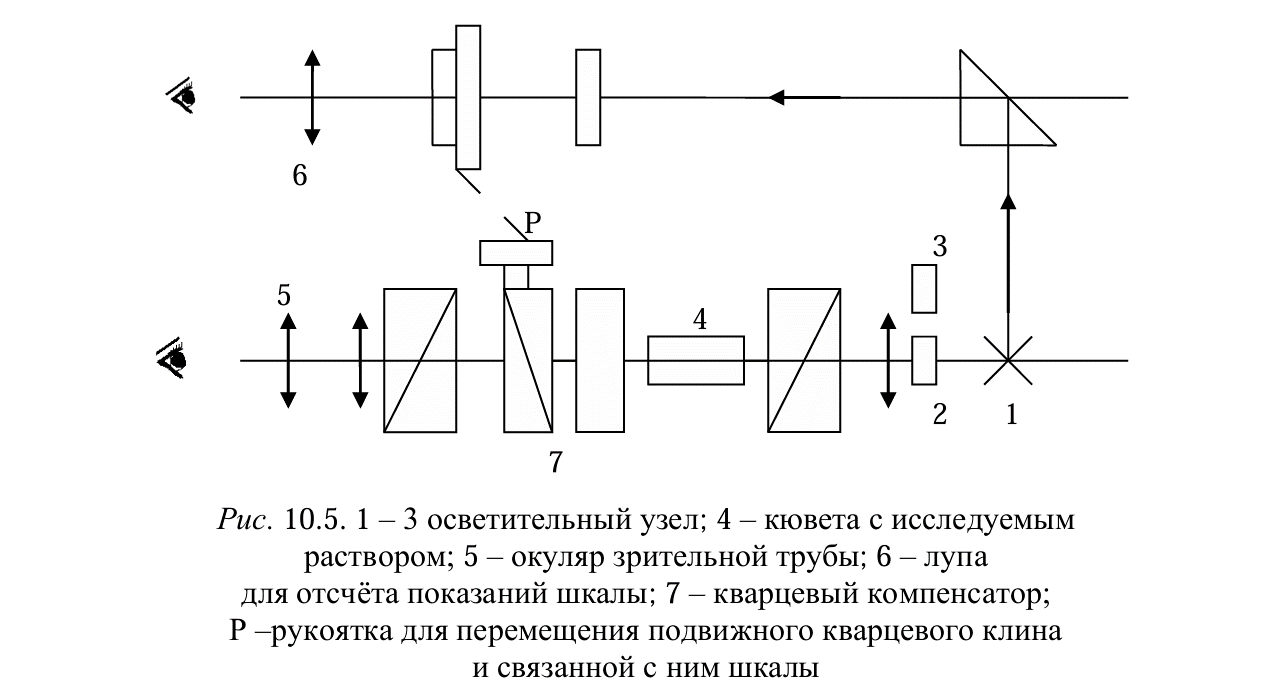 6
P
3
5
4
2
1
7
Рис. 10.5. 1 – 3 осветительный узел; 4 – кювета с исследуемым
раствором; 5 – окуляр зрительной трубы; 6 – лупа
для отсчёта показаний шкалы; 7 – кварцевый компенсатор;
Р –рукоятка для перемещения подвижного кварцевого клина
и связанной с ним шкалы